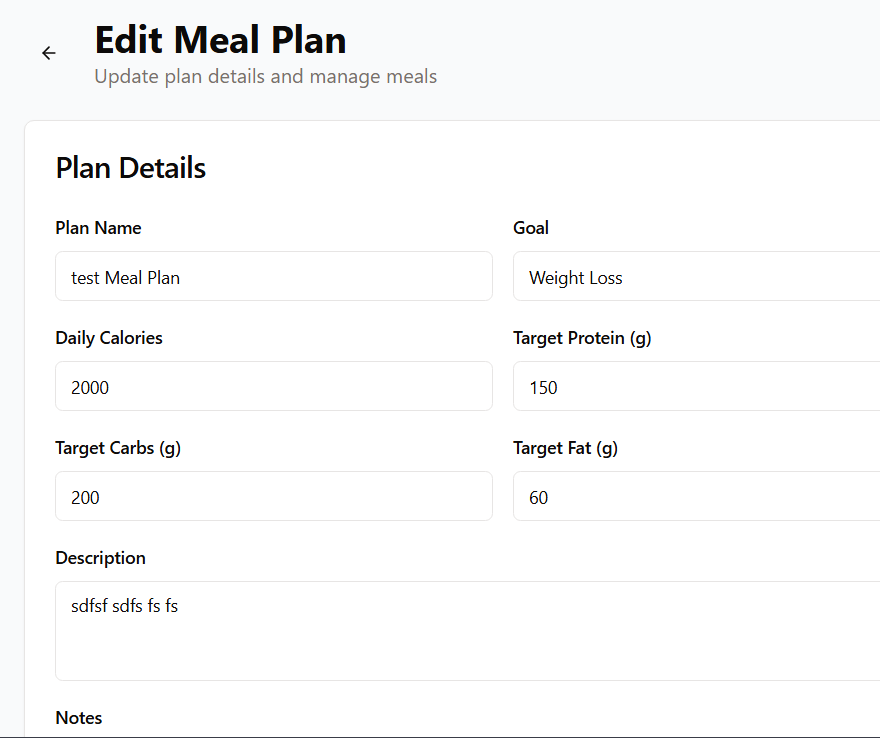 Edit Meal Plan
Update plan details and manage meals
Plan Details
Plan Name
Goal
test Meal Plan
Weight Loss
Daily Calories
Target Protein (g)
2000
150
Target Carbs (g)
Target Fat (g)
200
60
Description
sdfsf sdfs fs fs
Notes